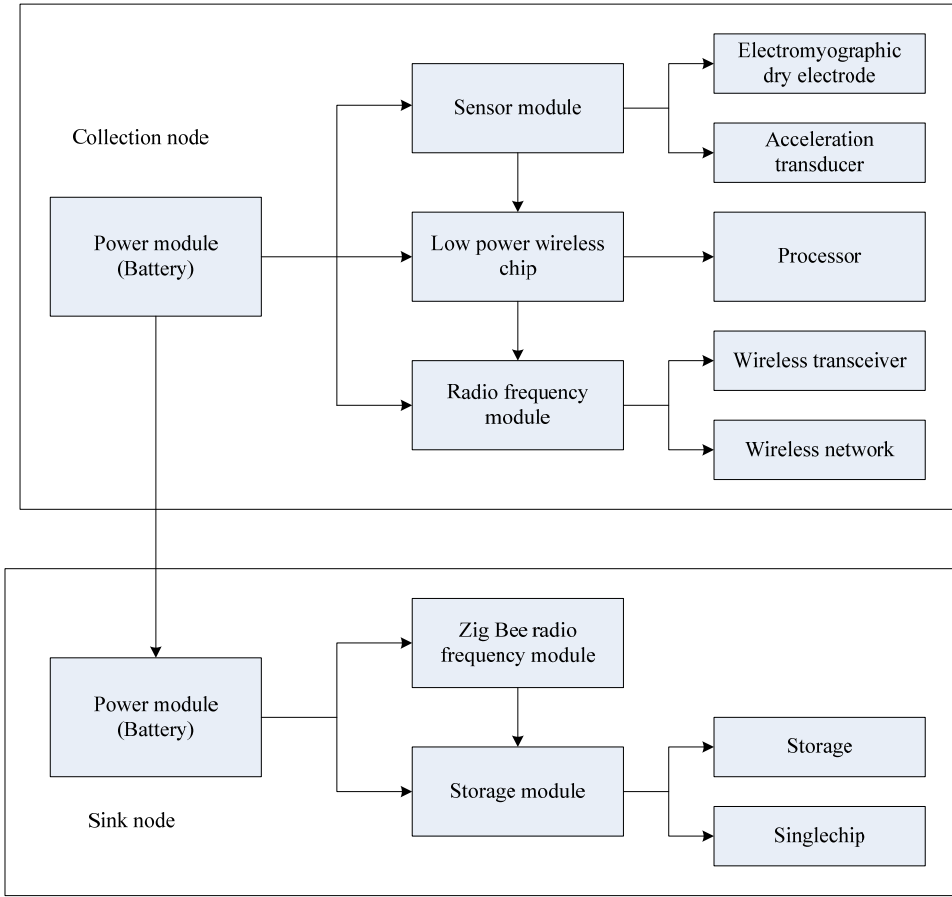 Collection node
Power module
(Battery)
Sensor module
Electromyographic
dry electrode
Acceleration
transducer
Low power wireless
chip
Processor
Radio frequency
module
Wireless transceiver
Wireless network
Power module
(Battery)
Sink node
Zig Bee radio
frequency module
Storage module
Storage
Singlechip